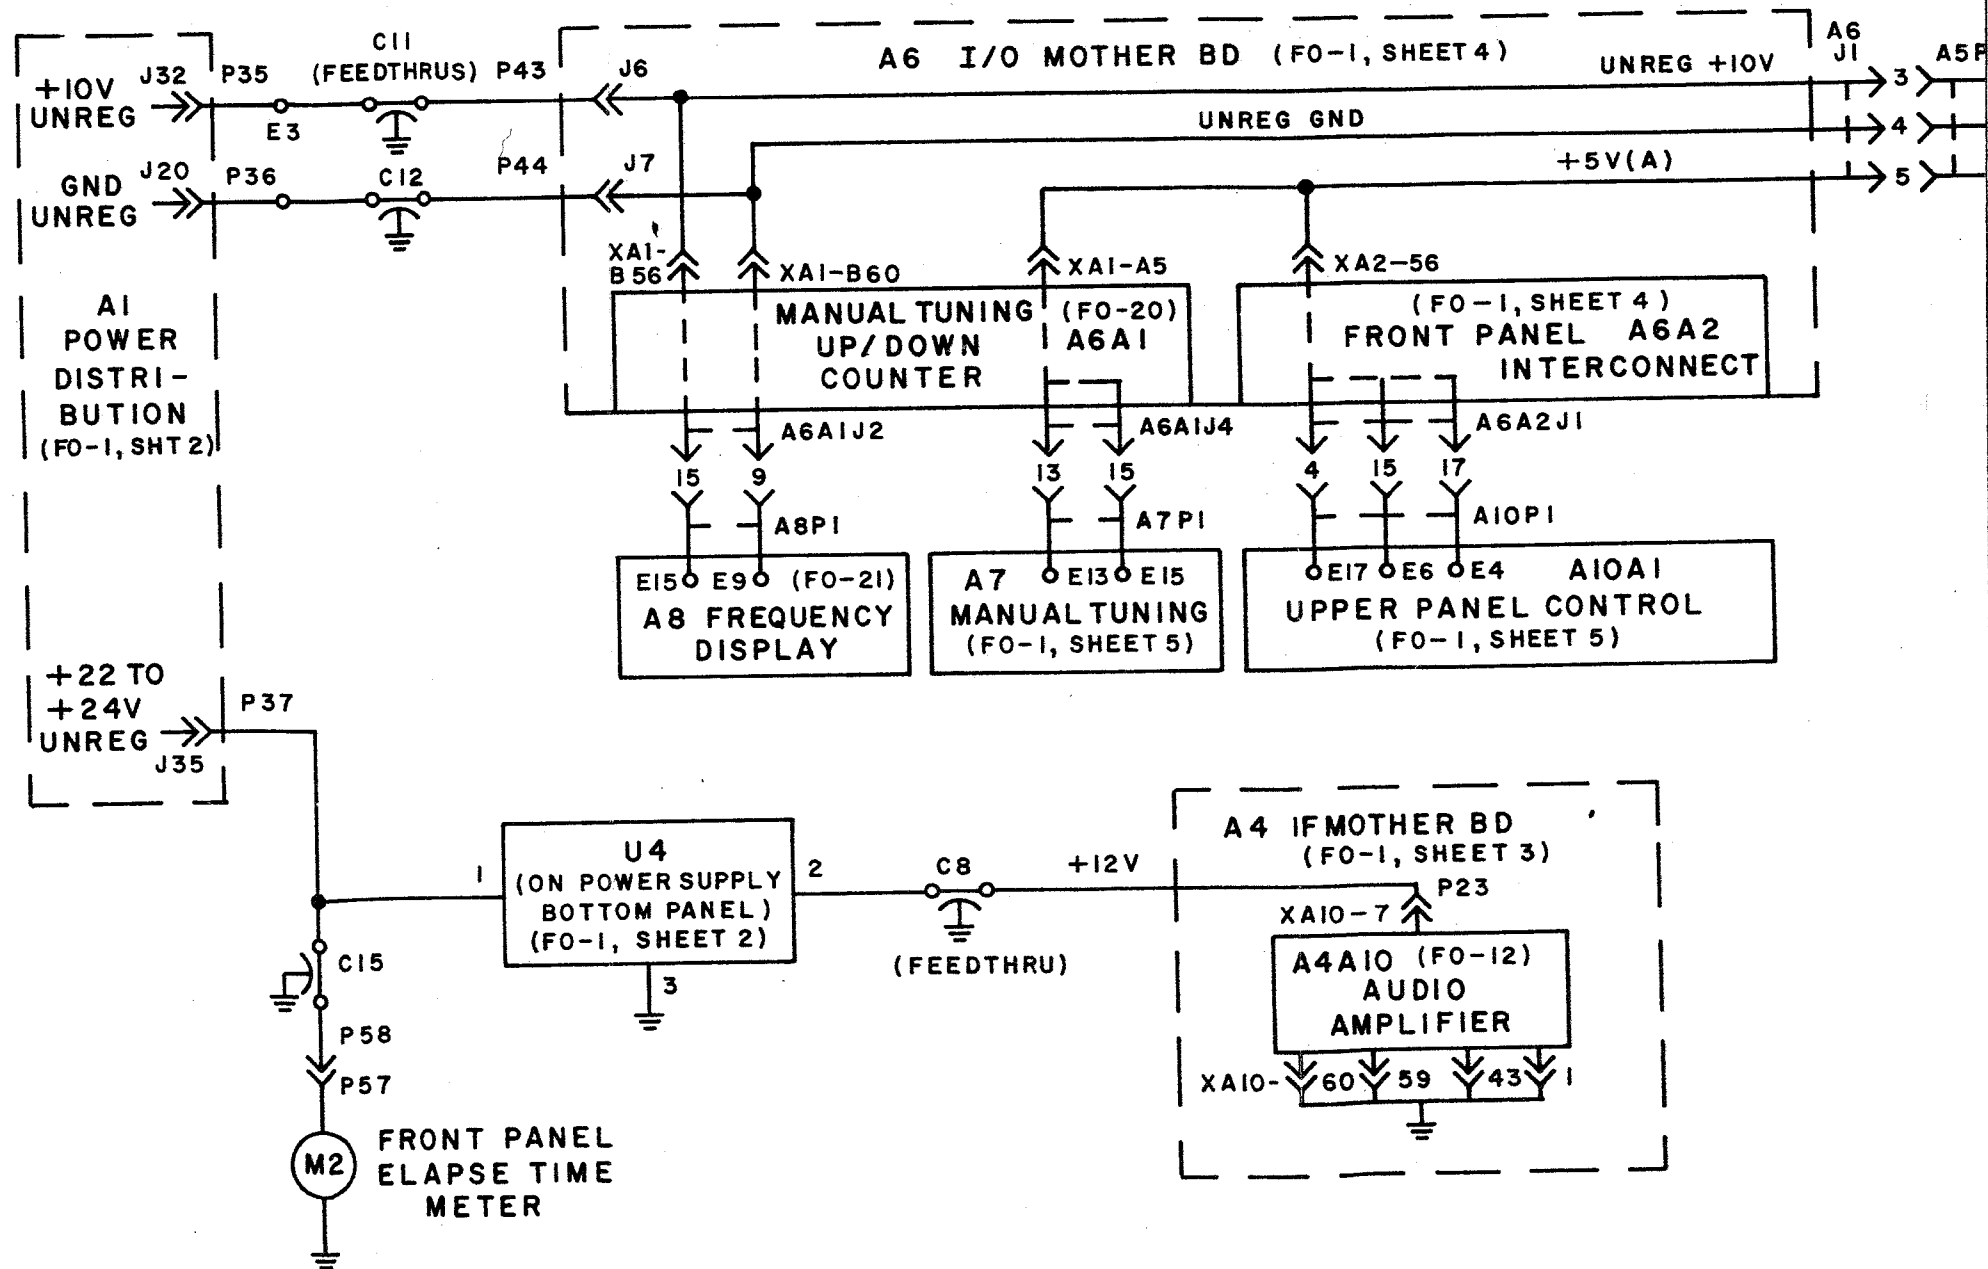 +10V
UNREG
J32
P35
E3
C11
(FEEDTHRUS)
P43
J6
A6 I/O MOTHER BD (FO-1, SHEET 4)
UNREG +10V
A6
J1
3
UNREG GND
4
+5V(A)
5
GND
UNREG
J20
P36
C12
P44
J7
A1
POWER
DISTRI-
BUTION
(FO-1, SHT 2)
XA1-
B56
XA1-B60
XA1-A5
XA2-56
MANUAL TUNING (FO-20)
UP/DOWN A6A1
COUNTER
(FO-1, SHEET 4)
FRONT PANEL A6A2
INTERCONNECT
A6A1J2
A6A1J4
A6A2J1
15 9
13 15
4 15 17
A8P1
A7P1
A10P1
E15 E9 (FO-21)
A8 FREQUENCY
DISPLAY
A7 E13 E15
MANUAL TUNING
(FO-1, SHEET 5)
E17 E6 E4 A10A1
UPPER PANEL CONTROL
(FO-1, SHEET 5)
+22 TO
+24V
UNREG
J35
P37
1
U4
(ON POWER SUPPLY
BOTTOM PANEL)
(FO-1, SHEET 2)
2
3
C8
(FEEDTHRU)
+12V
A4 IF MOTHER BD
(FO-1, SHEET 3)
P23
XA10-7
A4A10 (FO-12)
AUDIO
AMPLIFIER
XA10- 60 59 43 1
C15
P58
P57
M2
FRONT PANEL
ELAPSE TIME
METER